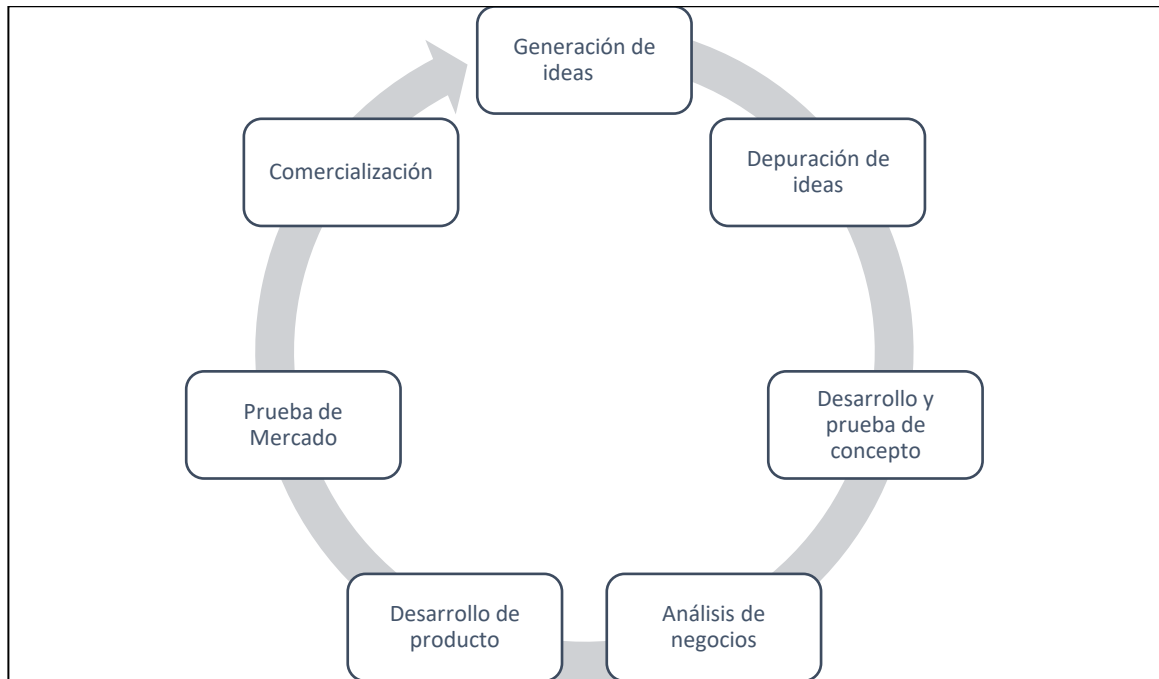 Generación de
ideas
Depuración de
ideas
Desarrollo y
prueba de
concepto
Análisis de
negocios
Desarrollo de
producto
Prueba de
Mercado
Comercialización